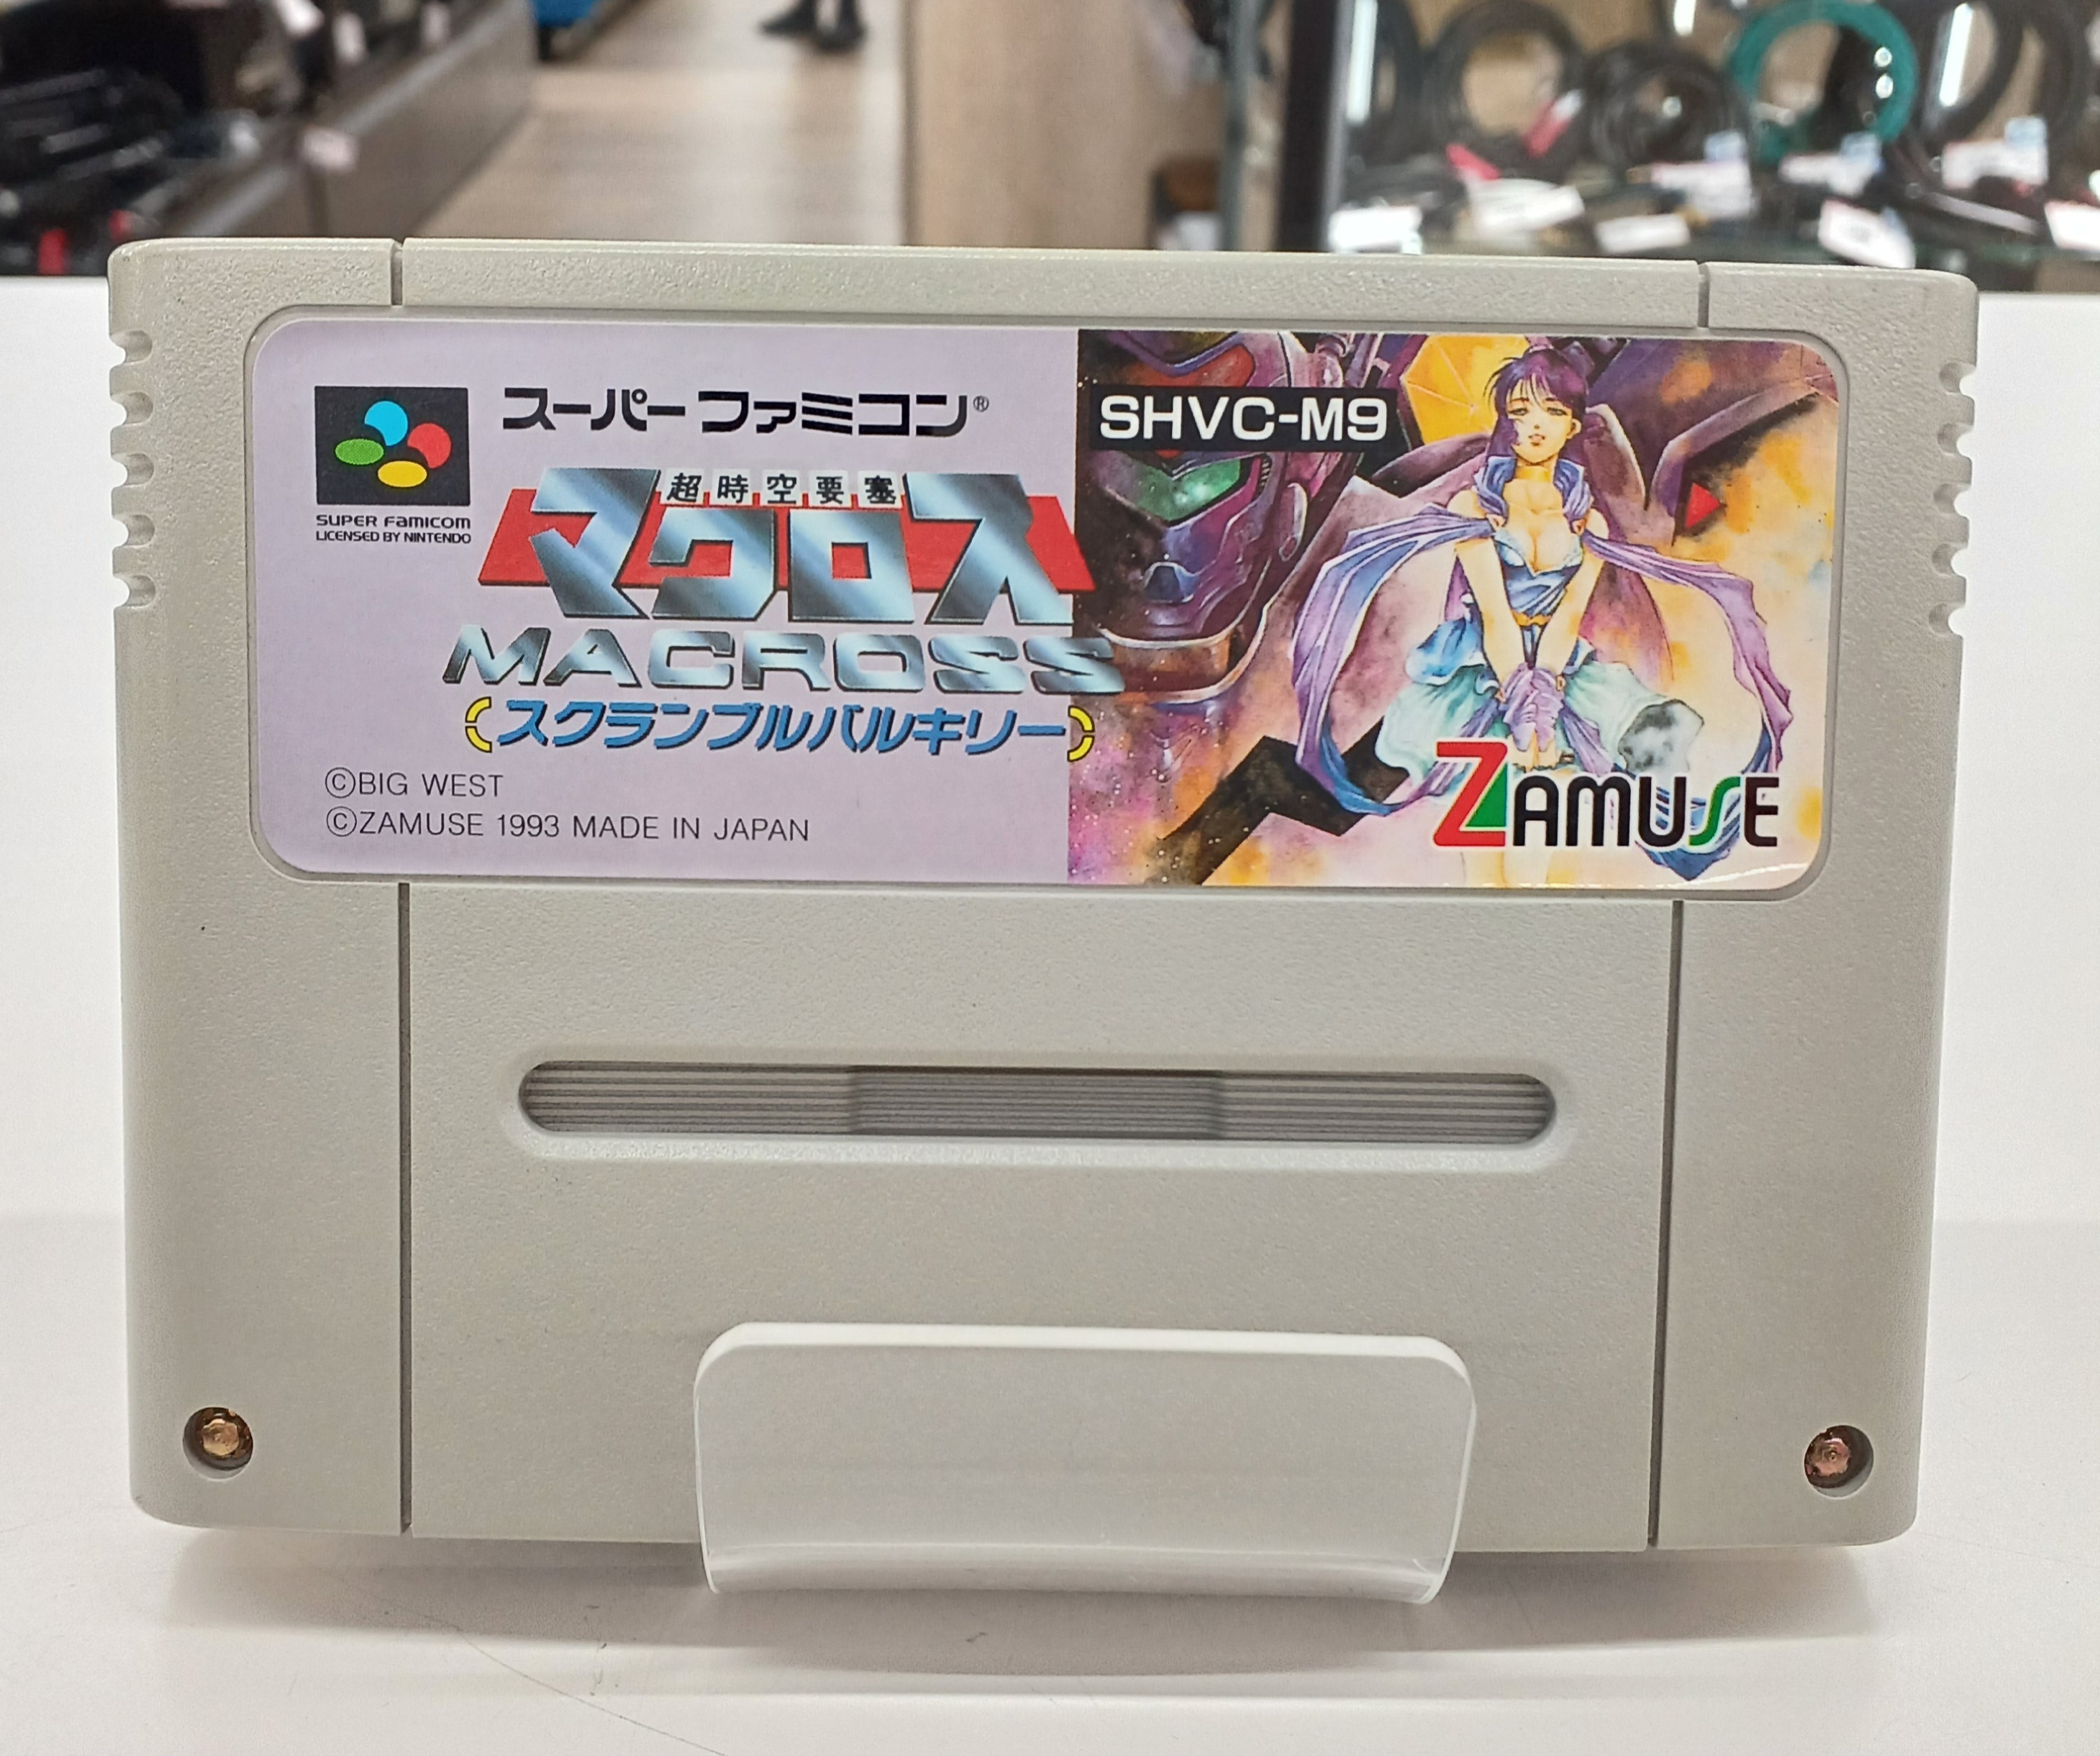 スーパーファミコン®
SHVC-M9
SUPER FAMICOM
LICENSED BY NINTENDO
超時空要塞
マクロス
MACROSS
スクランブルバルキリー
©BIG WEST
©ZAMUSE 1993 MADE IN JAPAN
ZAMUSE